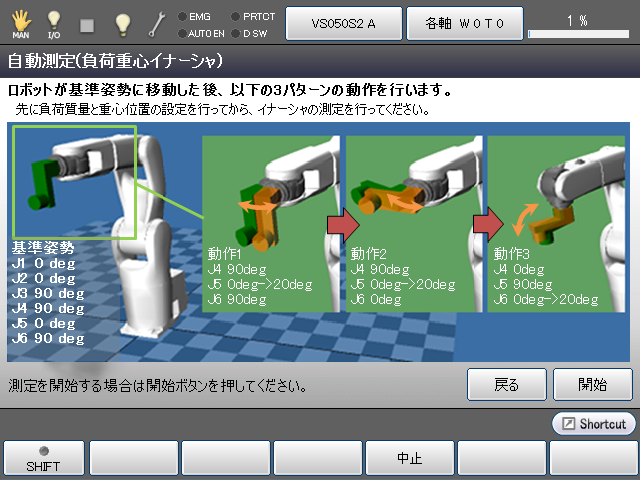 MAN
I/O
EMG
AUTO EN
PRTCT
D SW
VS050S2 A
各軸 W 0 T 0
1 %
自動測定(負荷重心イナーシャ)
ロボットが基準姿勢に移動した後、以下の3パターンの動作を行います。
先に負荷質量と重心位置の設定を行ってから、イナーシャの測定を行ってください。
基準姿勢
J1 0 deg
J2 0 deg
J3 90 deg
J4 90 deg
J5 0 deg
J6 90 deg
動作1
J4 90deg
J5 0deg->20deg
J6 90deg
動作2
J4 90deg
J5 0deg->20deg
J6 0deg
動作3
J4 0deg
J5 90deg
J6 0deg->20deg
測定を開始する場合は開始ボタンを押してください。
戻る
開始
Shortcut
SHIFT
中止